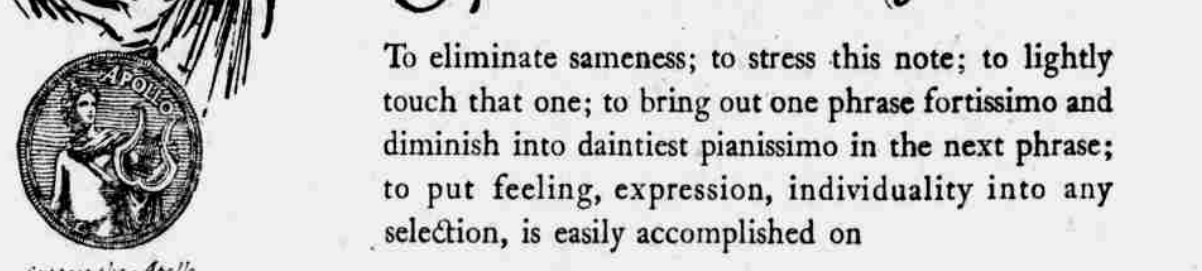 APOLLO
To eliminate sameness; to stress this note; to lightly
touch that one; to bring out one phrase fortissimo and
diminish into daintiest pianissimo in the next phrase;
to put feeling, expression, individuality into any
selection, is easily accomplished on
Apollo